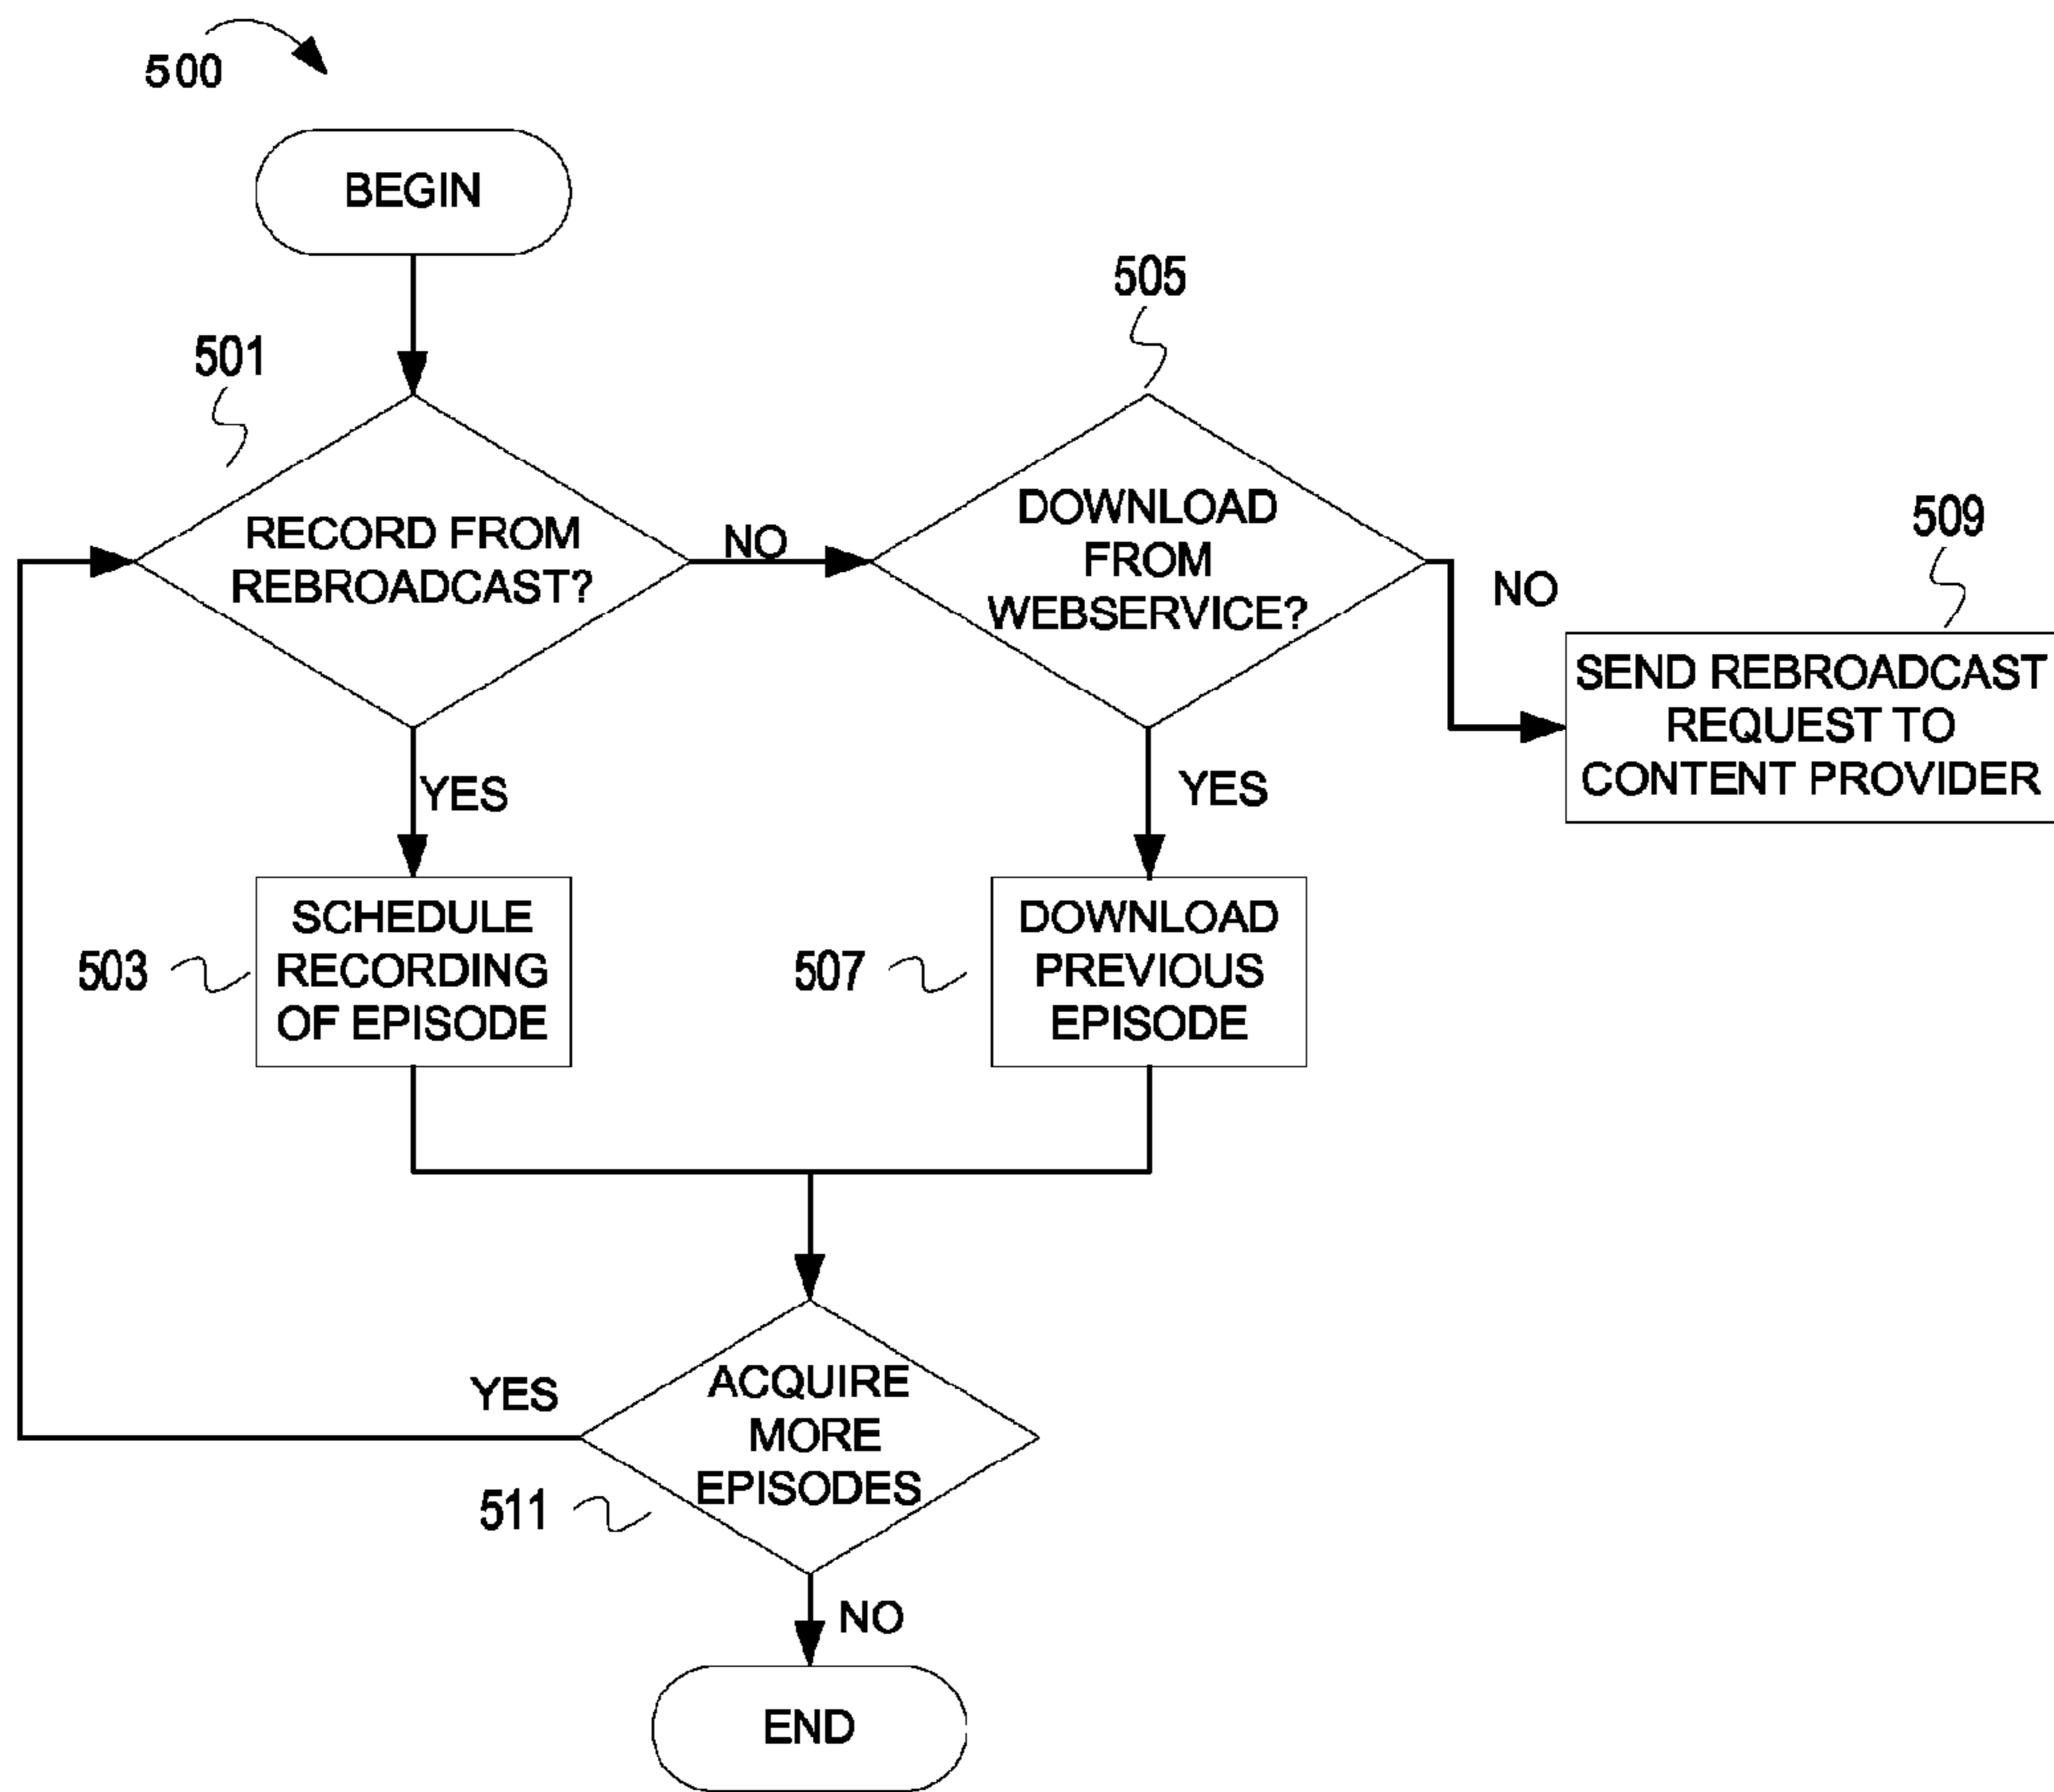 500
BEGIN
501
RECORD FROM
REBROADCAST?
NO
505
DOWNLOAD
FROM
WEBSERVICE?
NO
509
SEND REBROADCAST
REQUEST TO
CONTENT PROVIDER
YES
YES
503
SCHEDULE
RECORDING
OF EPISODE
507
DOWNLOAD
PREVIOUS
EPISODE
YES
ACQUIRE
MORE
EPISODES
511
NO
END